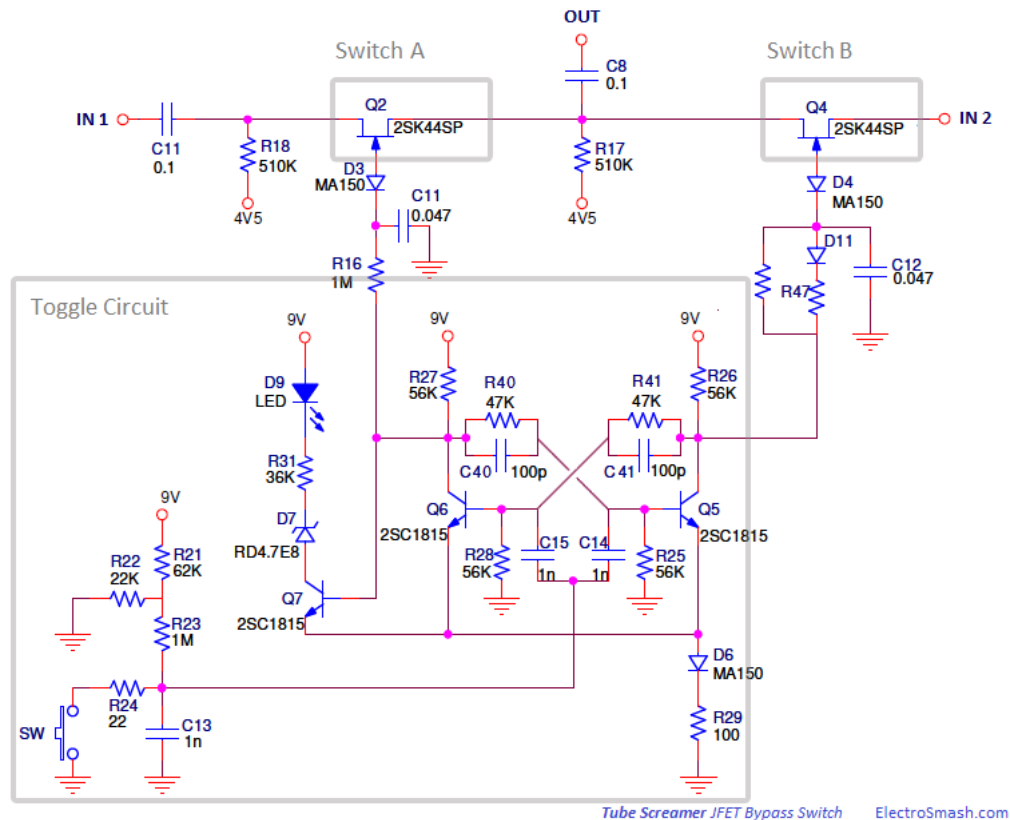 OUT
Switch A
Switch B
C8
0.1
IN 1
Q2
2SK44SP
Q4
2SK44SP
IN 2
C11
0.1
R18
510K
R17
510K
D3
MA150
D4
MA150
4V5
4V5
C11
0.047
R16
1M
D11
R47
C12
0.047
Toggle Circuit
9V
9V
9V
D9
LED
R27
56K
R40
47K
R41
47K
R26
56K
R31
36K
C40
100p
C41
100p
D7
RD4.7E8
Q6
2SC1815
Q5
2SC1815
9V
R21
62K
R22
22K
R28
56K
C15
1n
C14
1n
R25
56K
Q7
2SC1815
R23
1M
D6
MA150
R24
22
C13
1n
R29
100
SW
Tube Screamer JFET Bypass Switch
ElectroSmash.com